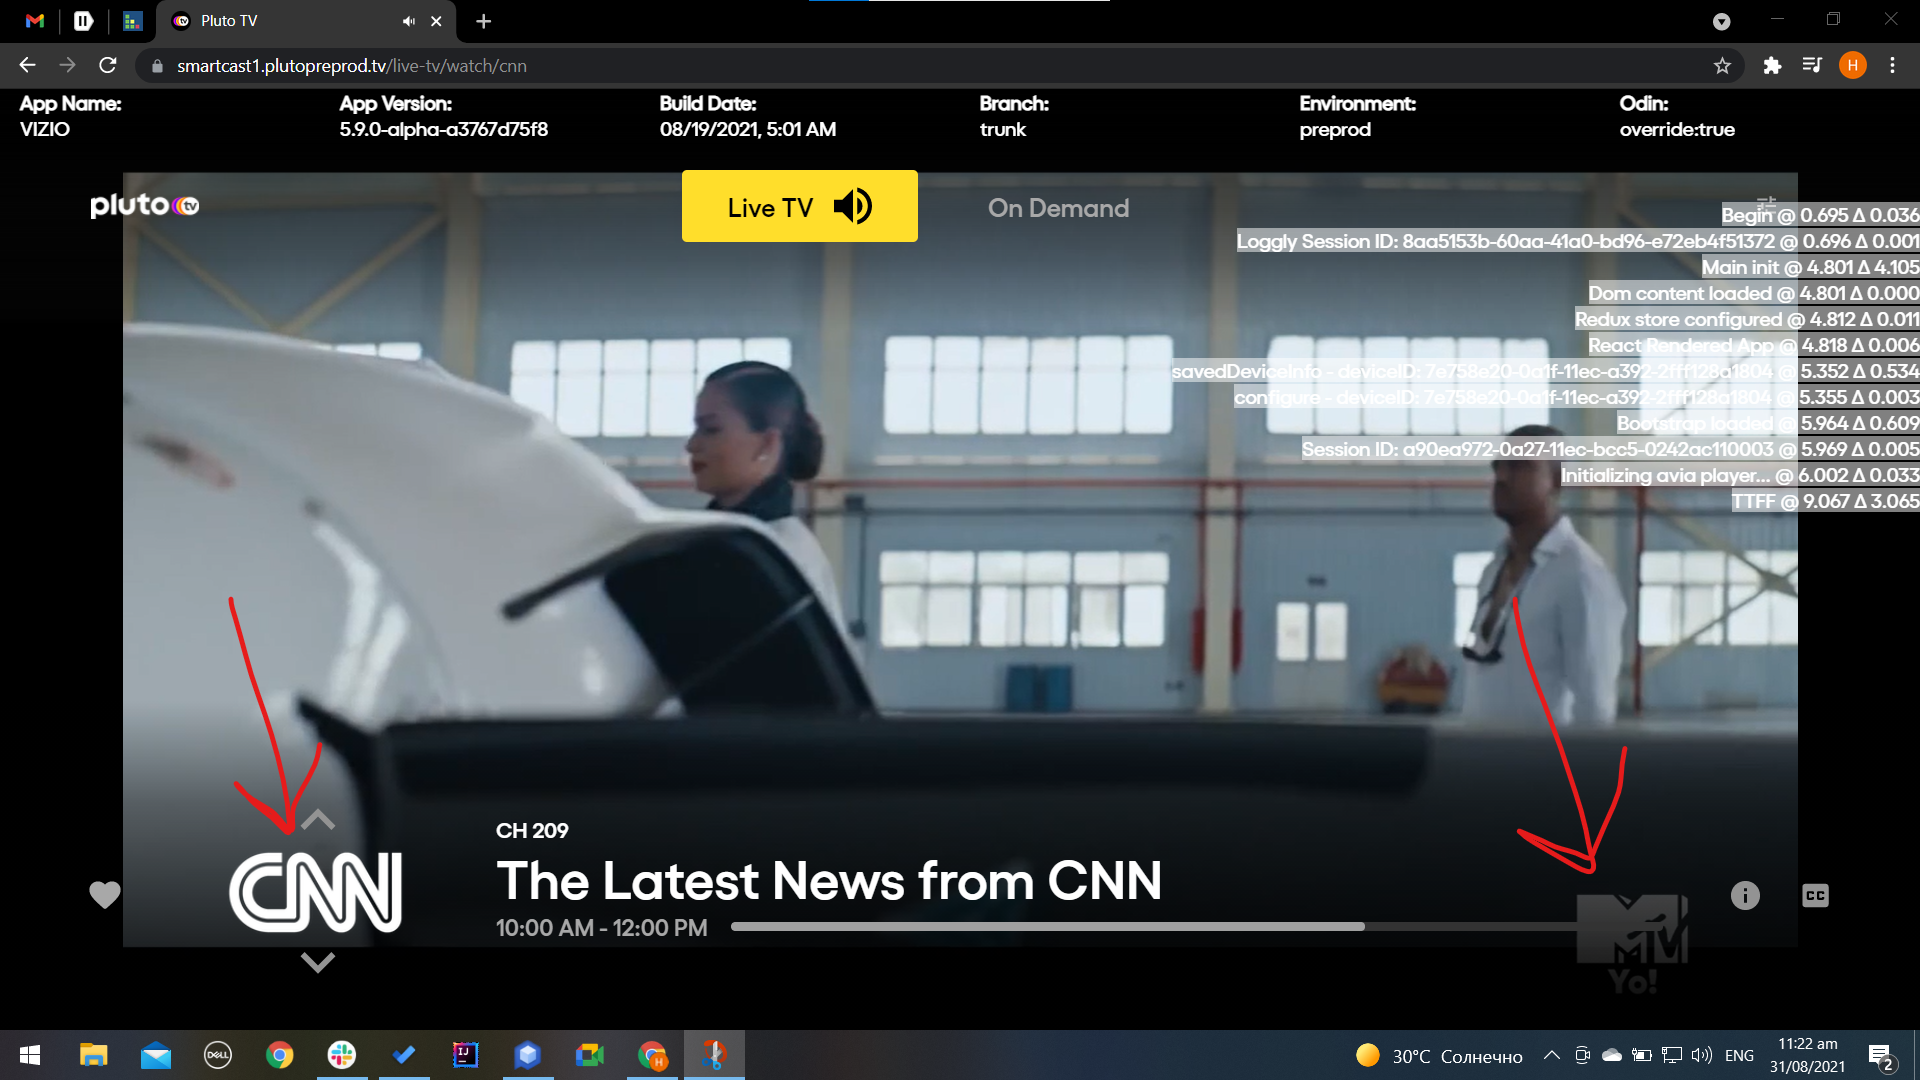 Pluto TV
smartcast1.plutopreprod.tv/live-tv/watch/cnn
H
App Name:
VIZIO
App Version:
5.9.0-alpha-a3767d75f8
Build Date:
08/19/2021, 5:01 AM
Branch:
trunk
Environment:
preprod
Odin:
override:true
pluto tv
Live TV
On Demand
Begin @ 0.695 Δ 0.036
Loggly Session ID: 8aa5153b-60aa-41a0-bd96-e72eb4f51372 @ 0.696 Δ 0.001
Main init @ 4.801 Δ 4.105
Dom content loaded @ 4.801 Δ 0.000
Redux store configured @ 4.812 Δ 0.011
React Rendered App @ 4.818 Δ 0.006
savedDeviceInfo - deviceID: 7e758e20-0a1f-11ec-a392-2fff128a1804 @ 5.352 Δ 0.534
configure - deviceID: 7e758e20-0a1f-11ec-a392-2fff128a1804 @ 5.355 Δ 0.003
Bootstrap loaded @ 5.964 Δ 0.609
Session ID: a90ea972-0a27-11ec-bcc5-0242ac110003 @ 5.969 Δ 0.005
Initializing avia player... @ 6.002 Δ 0.033
TTFF @ 9.067 Δ 3.065
CH 209
CNN
The Latest News from CNN
10:00 AM - 12:00 PM
MTV
Yo!
CC
DELL
IJ
H
30°C Солнечно
ENG
11:22 am
31/08/2021
2